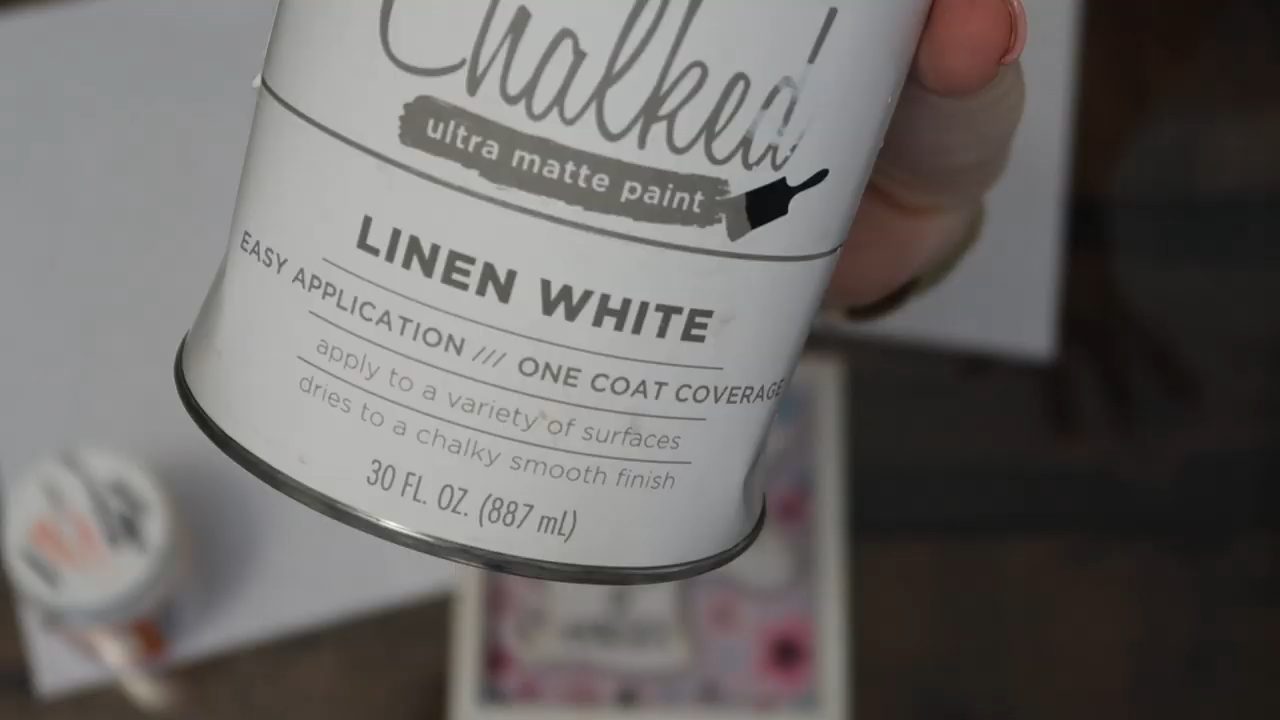 Chalked
ultra matte paint
LINEN WHITE
EASY APPLICATION /// ONE COAT COVERAGE
apply to a variety of surfaces
dries to a chalky smooth finish
30 FL. OZ. (887 mL)